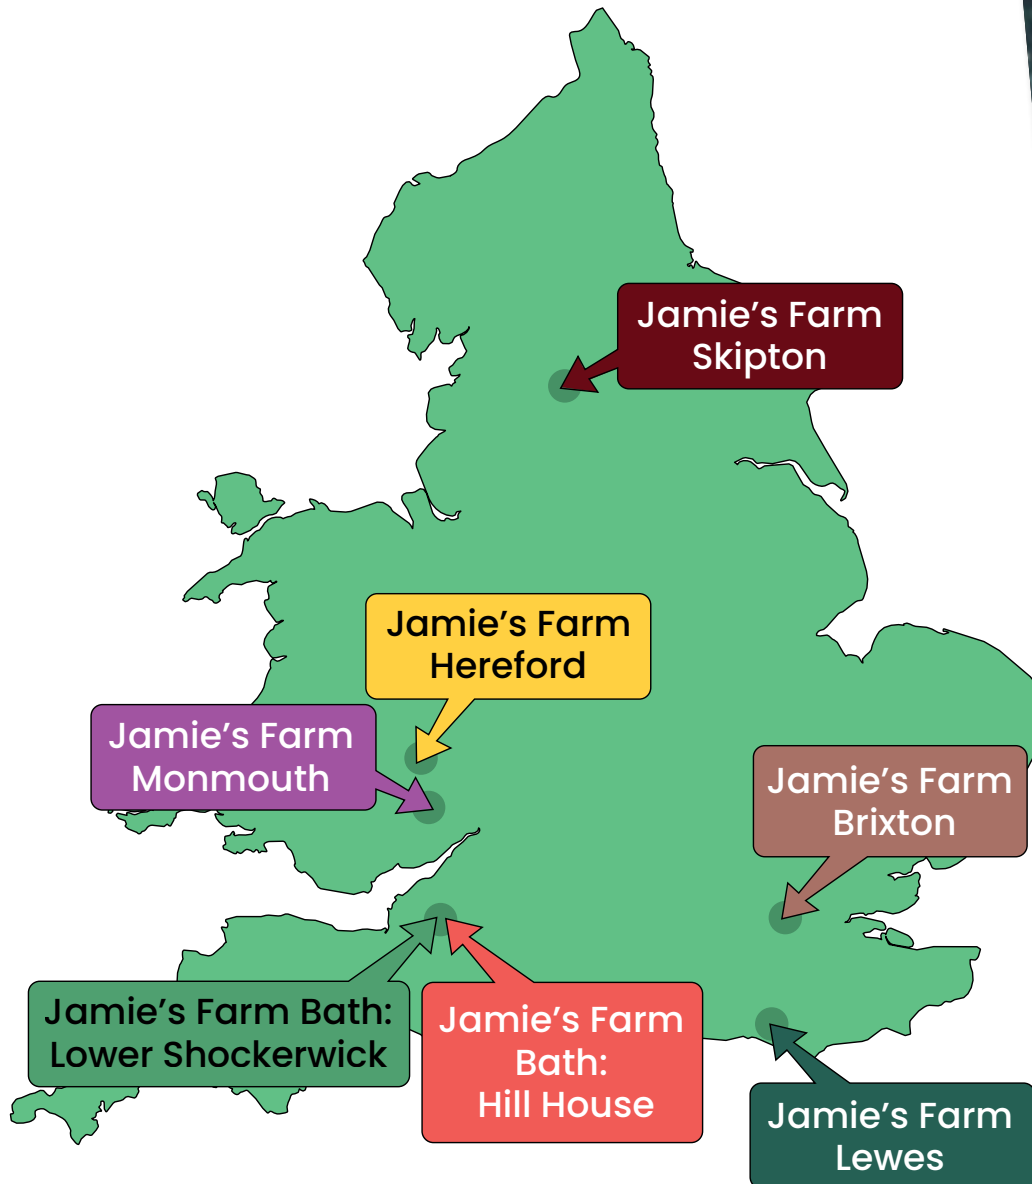 Jamie’s Farm
Skipton
Jamie’s Farm
Hereford
Jamie’s Farm
Monmouth
Jamie’s Farm
Brixton
Jamie’s Farm Bath:
Lower Shockerwick
Jamie’s Farm
Bath:
Hill House
Jamie’s Farm
Lewes